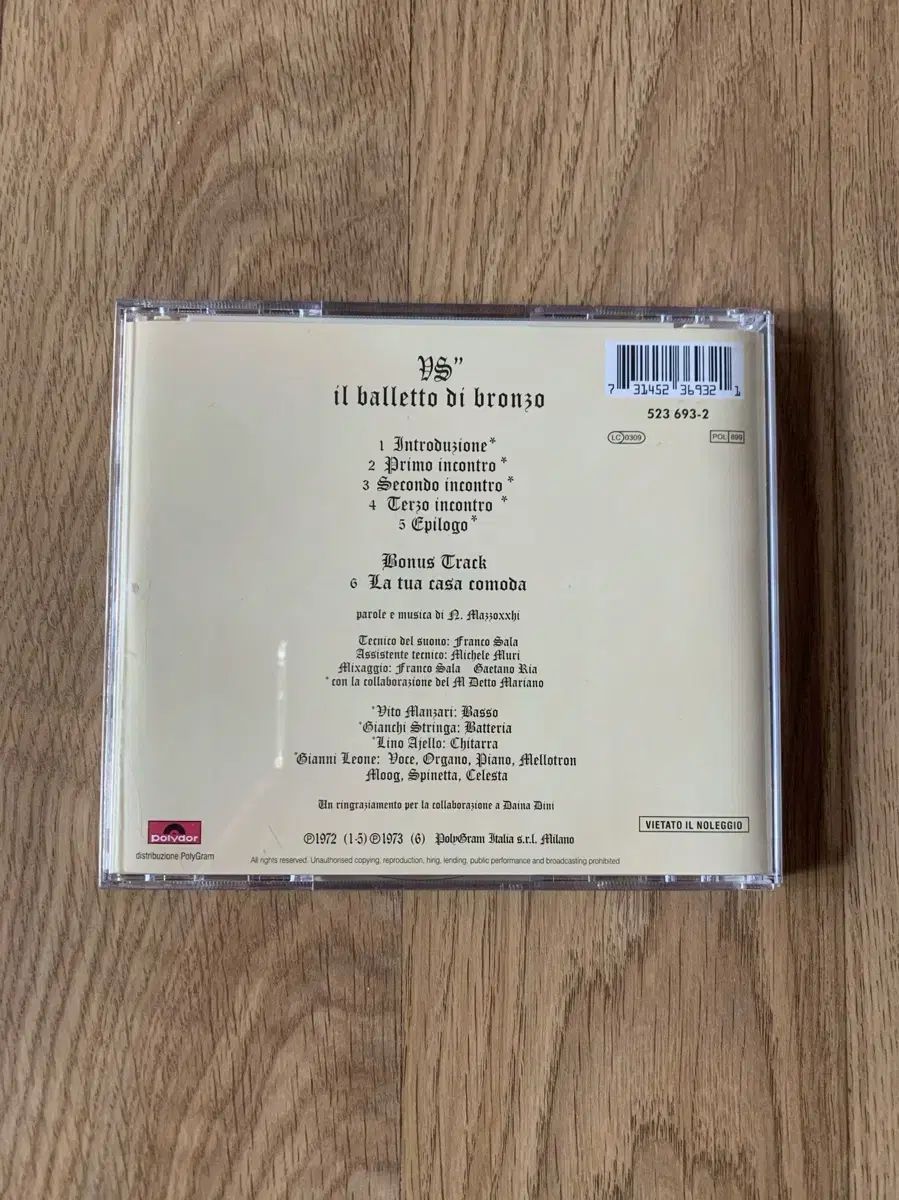 YS”
il balletto di bronzo
7 31452 36932 1
523 693-2
LC 0309
POL 899
1 Introduzione*
2 Primo incontro *
3 Secondo incontro *
4 Terzo incontro *
5 Epilogo*
Bonus Track
6 La tua casa comoda
parole e musica di N. Mazzoxxhi
Tecnico del suono: Franco Sala
Assistente tecnico: Michele Muri
Mixaggio: Franco Sala Gaetano Ria
*con la collaborazione del M Detto Mariano
*Vito Manzari: Basso
*Gianchi Stringa: Batteria
*Lino Ajello: Chitarra
*Gianni Leone: Voce, Organo, Piano, Mellotron
Moog, Spinetta, Celesta
Un ringraziamento per la collaborazione a Daina Dini
VIETATO IL NOLEGGIO
polydor
distribuzione PolyGram
℗1972 (1-5)℗1973 (6) PolyGram Italia s.r.l. Milano
All rights reserved. Unauthorised copying, reproduction, hirig, lending, public performance and broadcasting prohibited